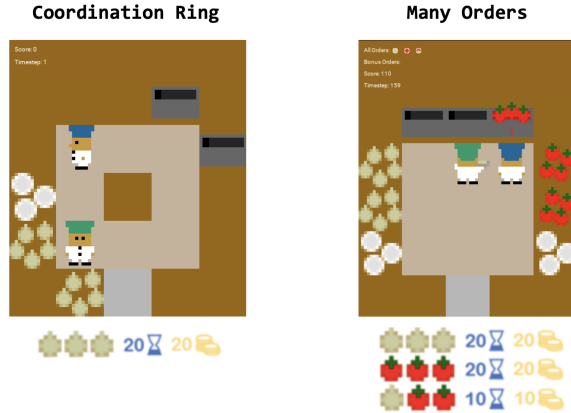 Coordination Ring
Many Orders
Score: 0
Timestep: 1
All Orders:
Bonus Orders:
Score: 110
Timestep: 159
20 20
20 20
20 20
10 10